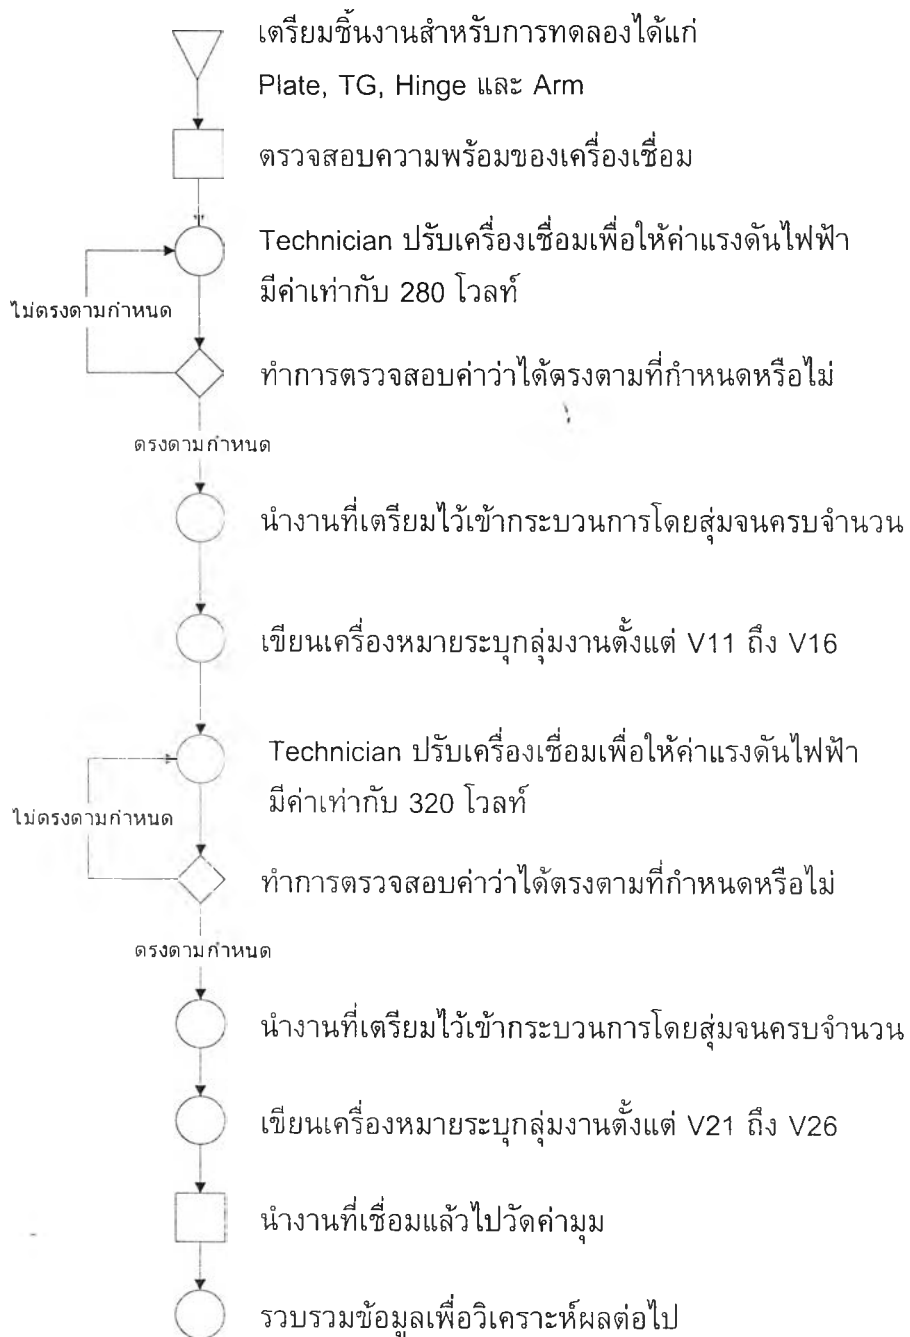 เตรียมชิ้นงานสำหรับการทดลองได้แก่
Plate, TG, Hinge และ Arm
ตรวจสอบความพร้อมของเครื่องเชื่อม
Technician ปรับเครื่องเชื่อมเพื่อให้ค่าแรงดันไฟฟ้า
มีค่าเท่ากับ 280 โวลท์
ไม่ตรงตามกำหนด
ทำการตรวจสอบค่าว่าได้ตรงตามที่กำหนดหรือไม่
ตรงตามกำหนด
นำงานที่เตรียมไว้เข้ากระบวนการโดยสุ่มจนครบจำนวน
เขียนเครื่องหมายระบุกลุ่มงานตั้งแต่ V11 ถึง V16
Technician ปรับเครื่องเชื่อมเพื่อให้ค่าแรงดันไฟฟ้า
มีค่าเท่ากับ 320 โวลท์
ไม่ตรงตามกำหนด
ทำการตรวจสอบค่าว่าได้ตรงตามที่กำหนดหรือไม่
ตรงตามกำหนด
นำงานที่เตรียมไว้เข้ากระบวนการโดยสุ่มจนครบจำนวน
เขียนเครื่องหมายระบุกลุ่มงานตั้งแต่ V21 ถึง V26
นำงานที่เชื่อมแล้วไปวัดค่ามุม
รวบรวมข้อมูลเพื่อวิเคราะห์ผลต่อไป